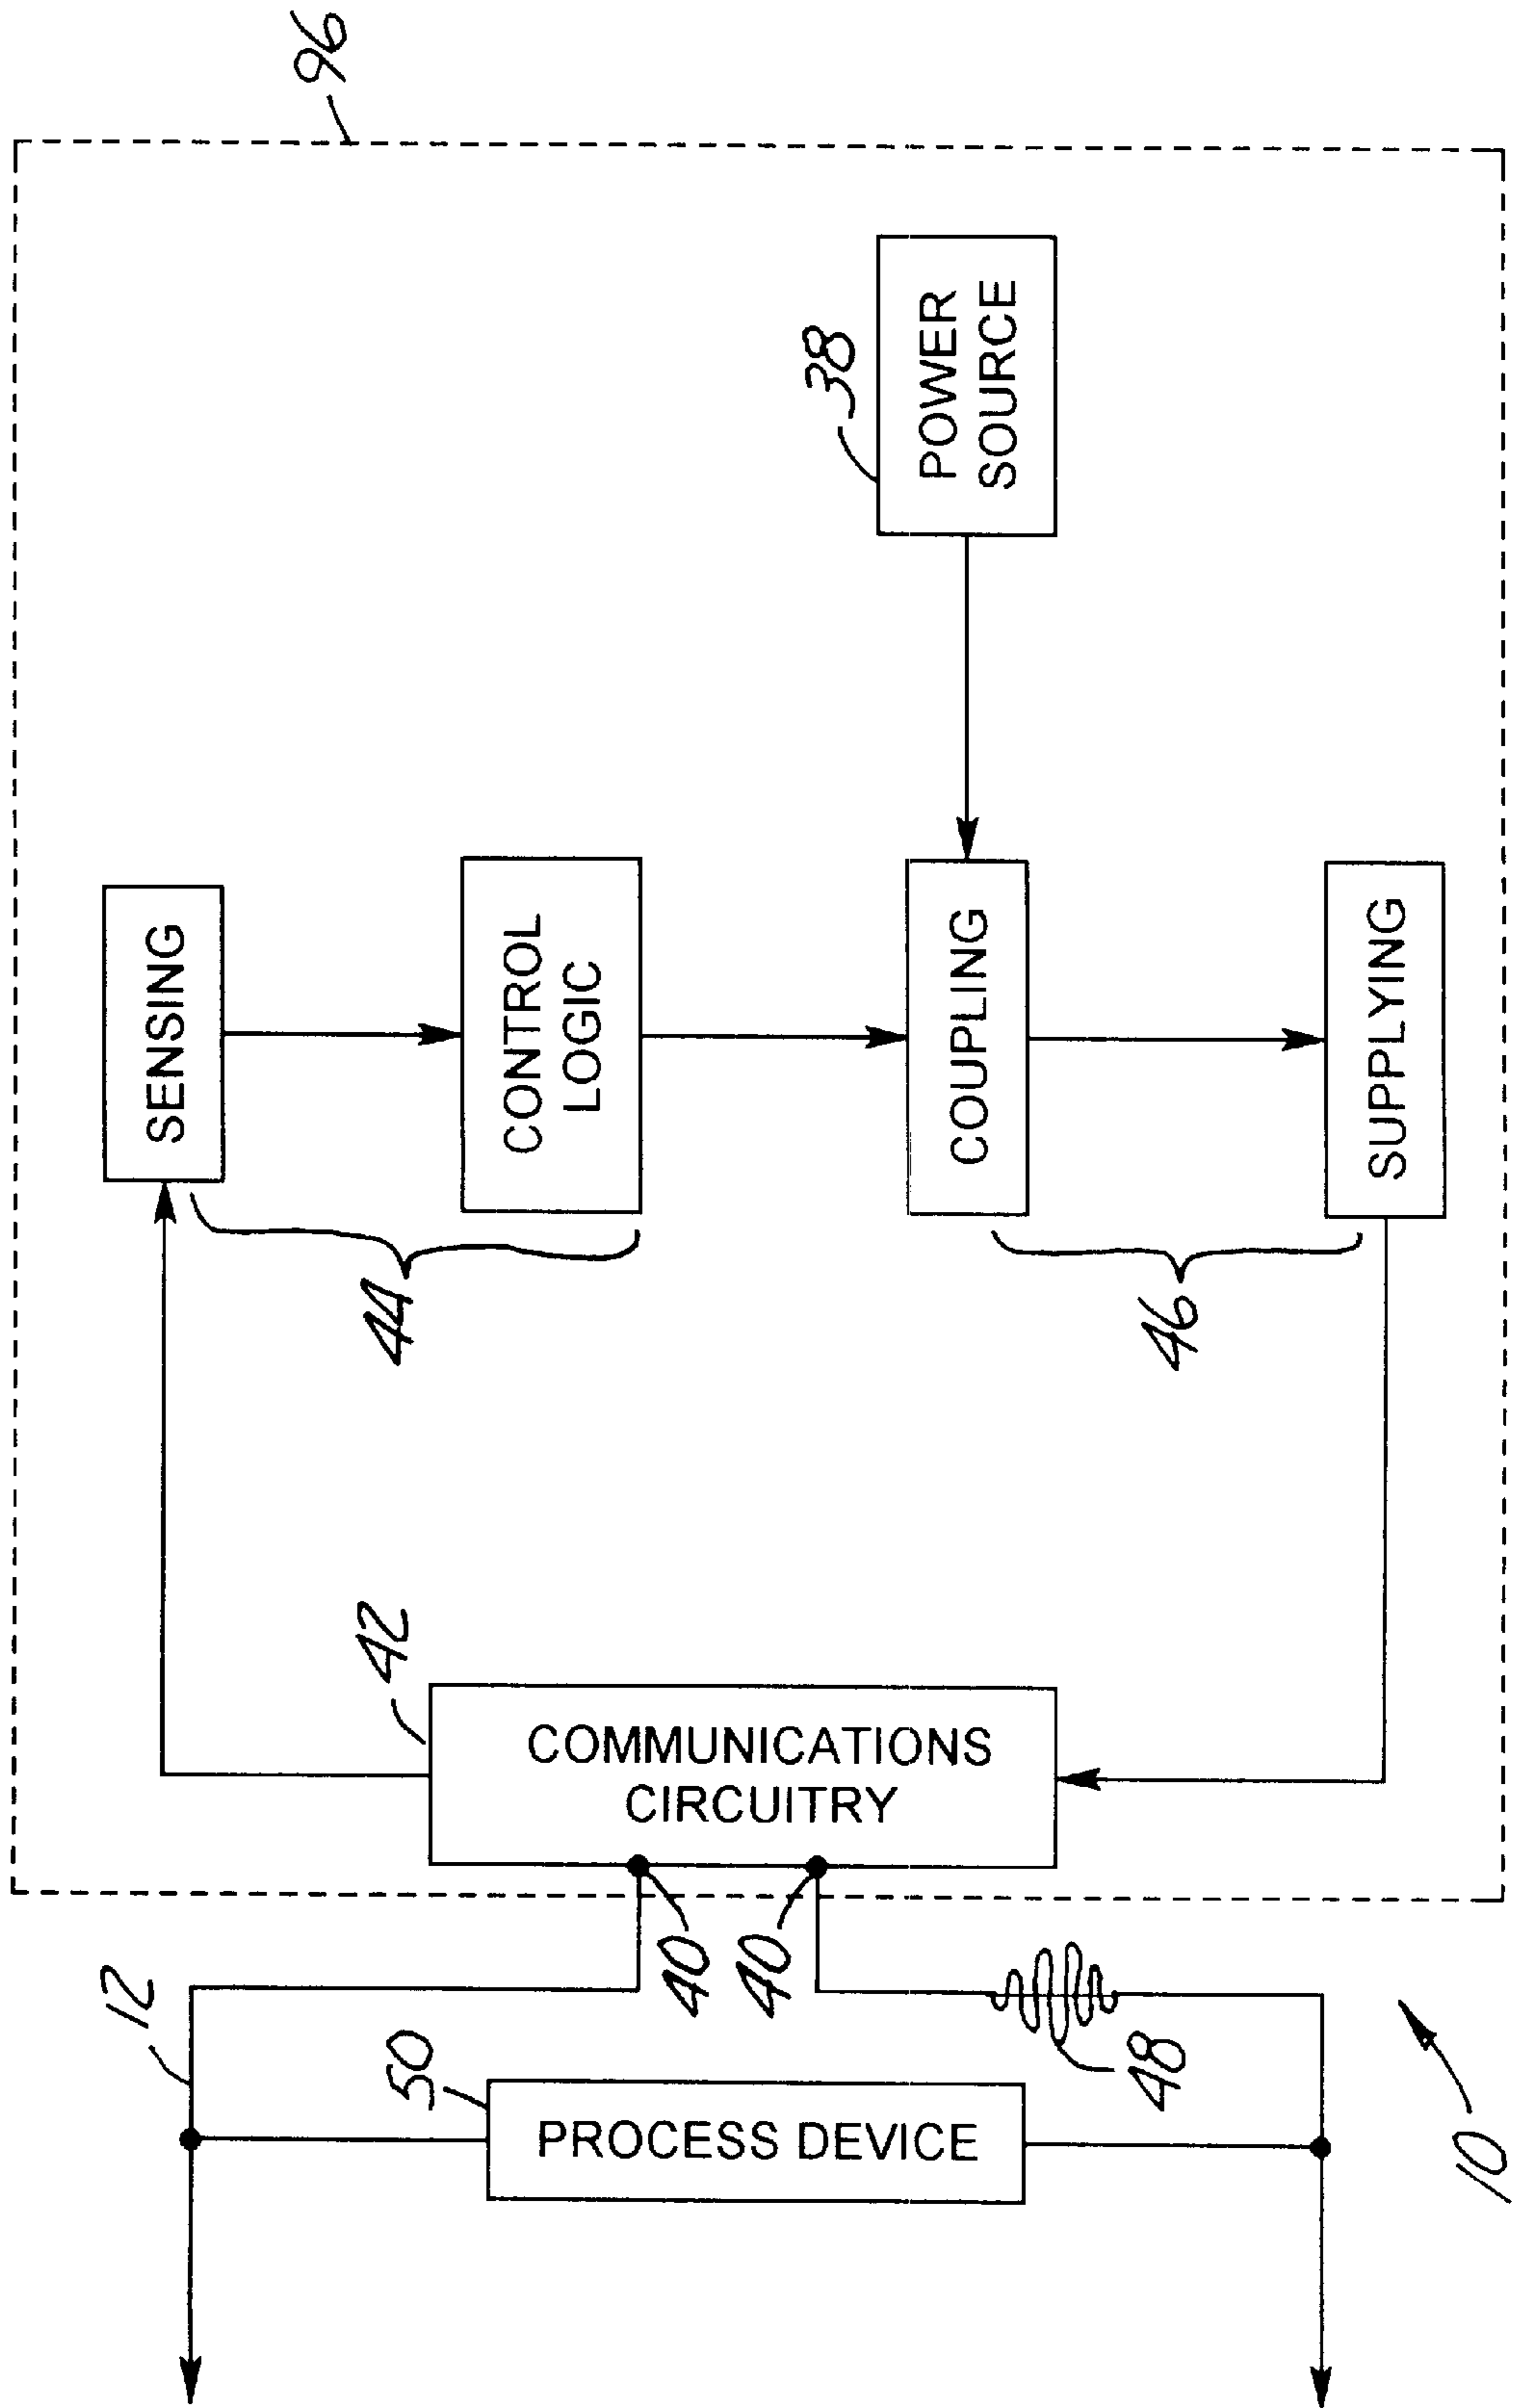 96
SENSING
44
CONTROL
LOGIC
38
POWER
SOURCE
COUPLING
46
SUPPLYING
42
COMMUNICATIONS
CIRCUITRY
12
40
40
50
PROCESS DEVICE
48
10